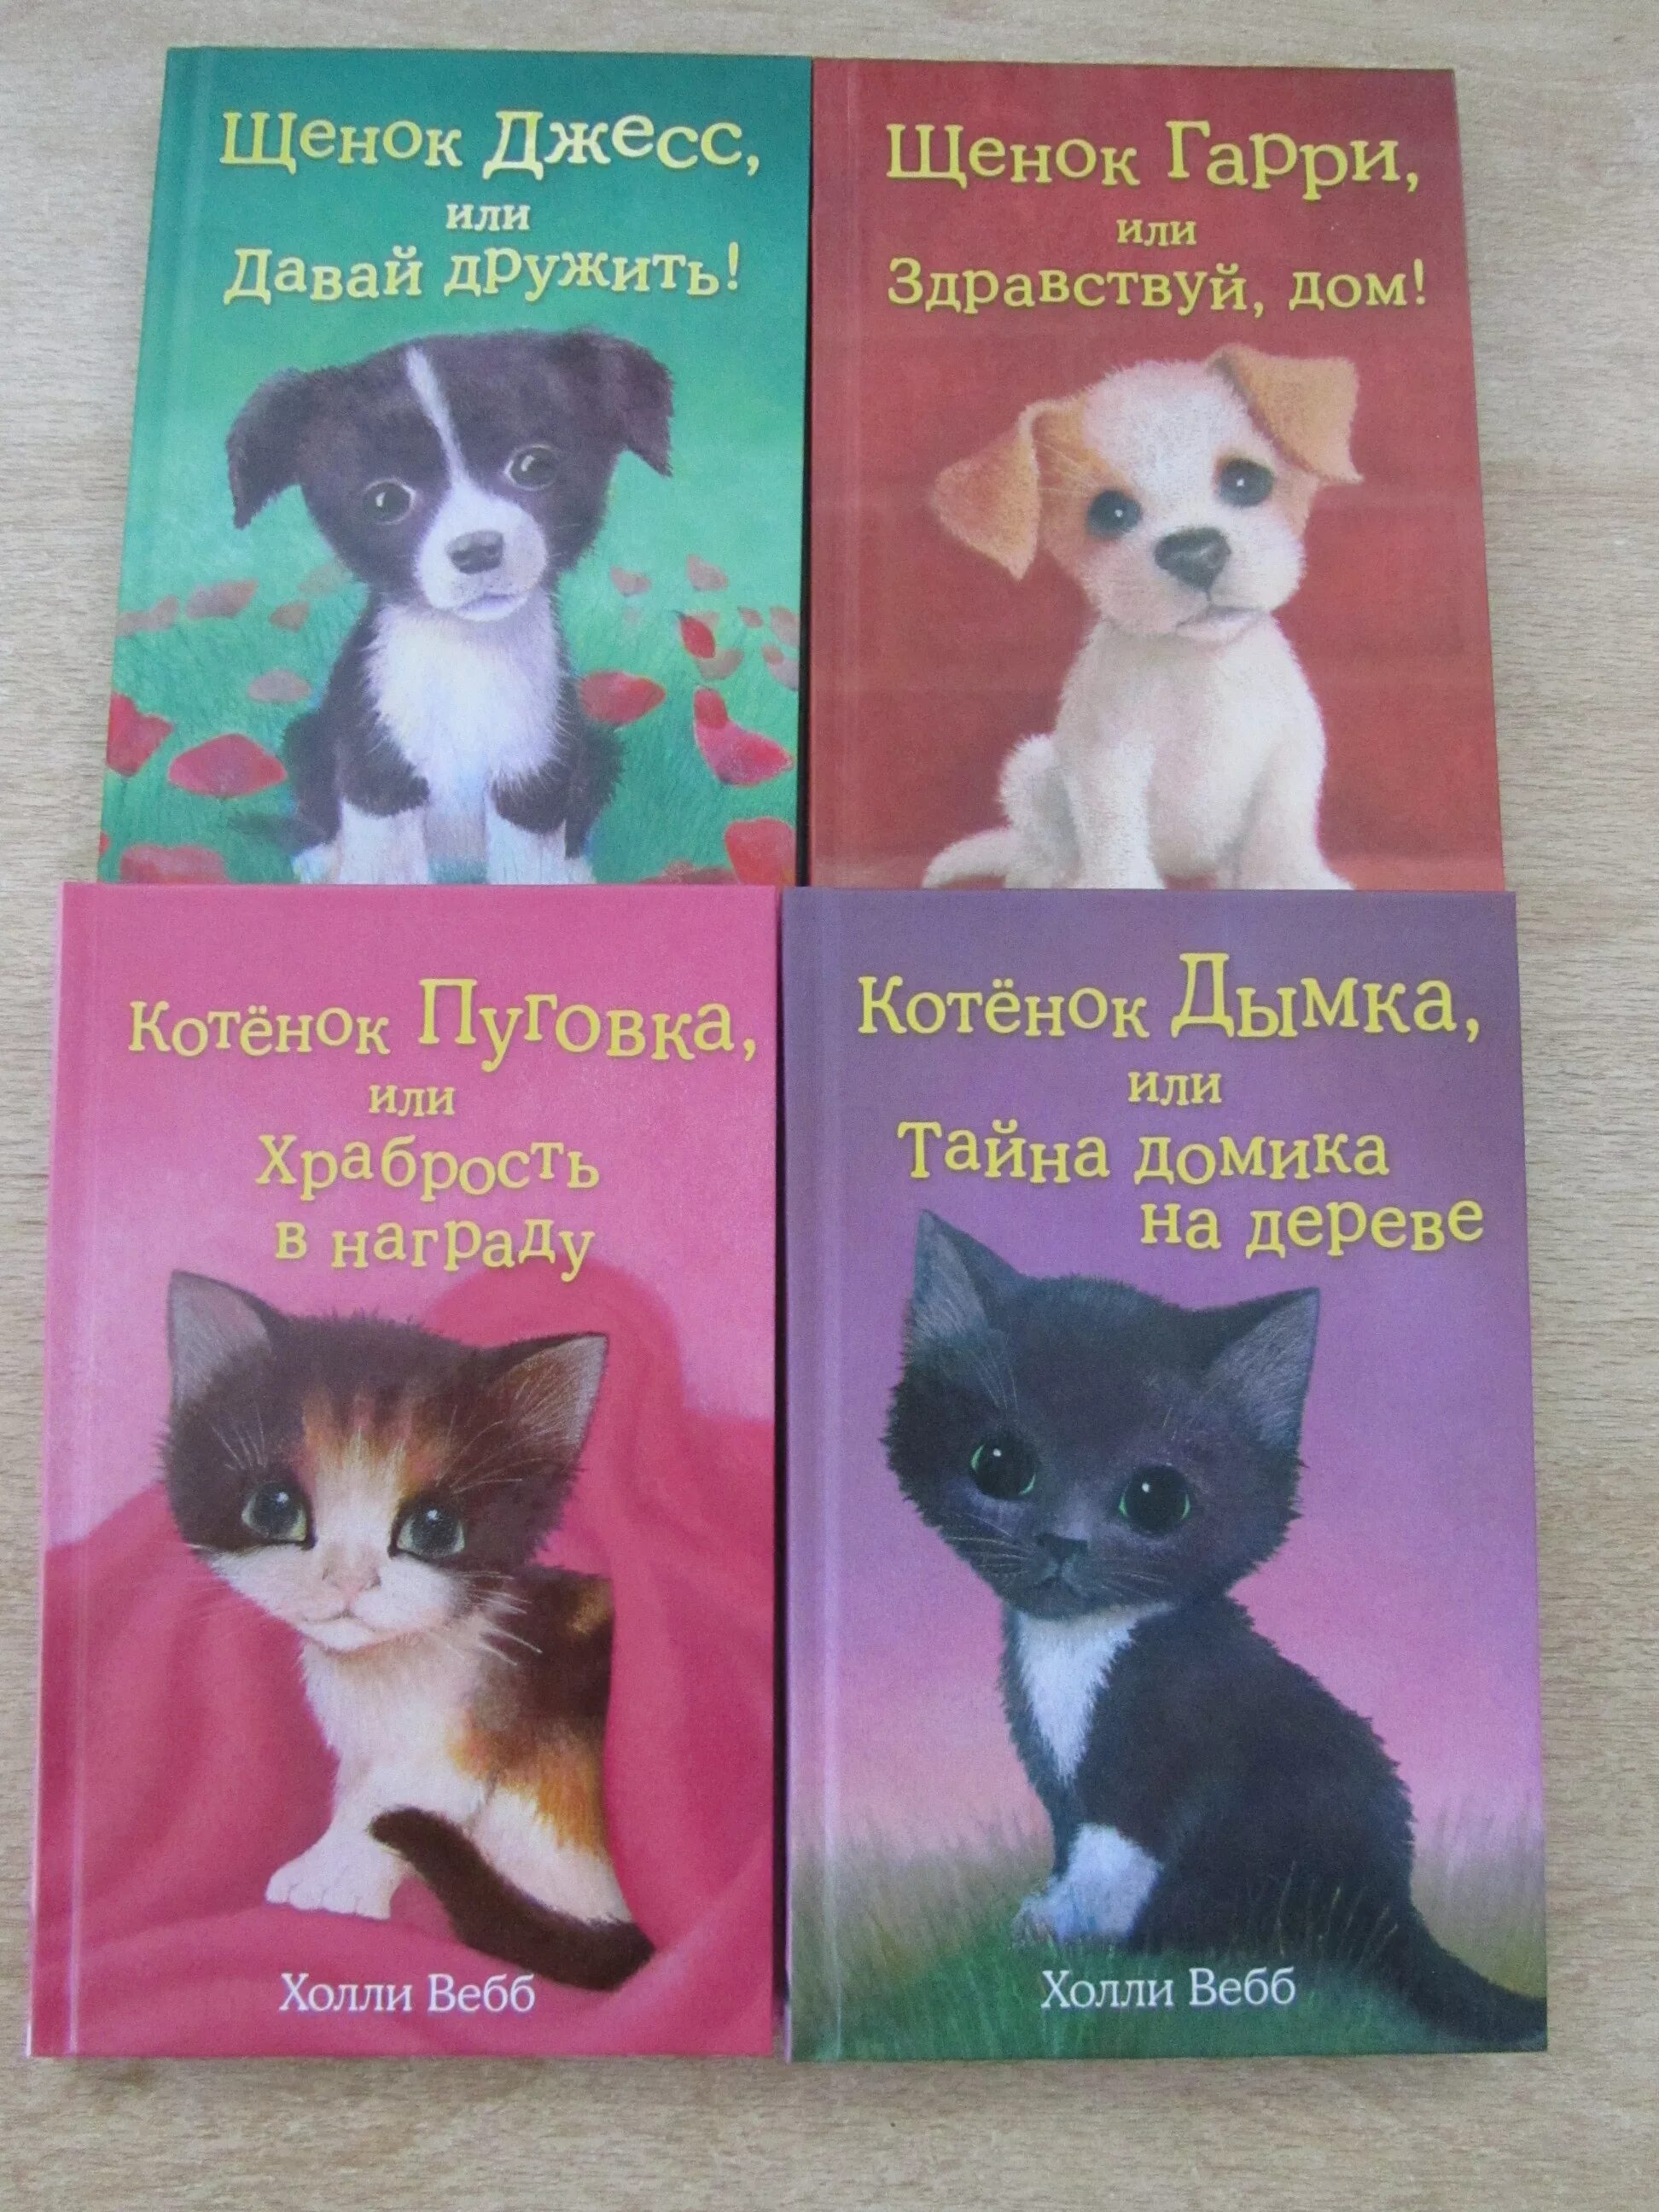 Щенок Джесс,
или
Давай дружить!
Щенок Гарри,
или
Здравствуй, дом!
Котёнок Пуговка,
или
Храбрость
в награду
Холли Вебб
Котёнок Дымка,
или
Тайна домика
на дереве
Холли Вебб